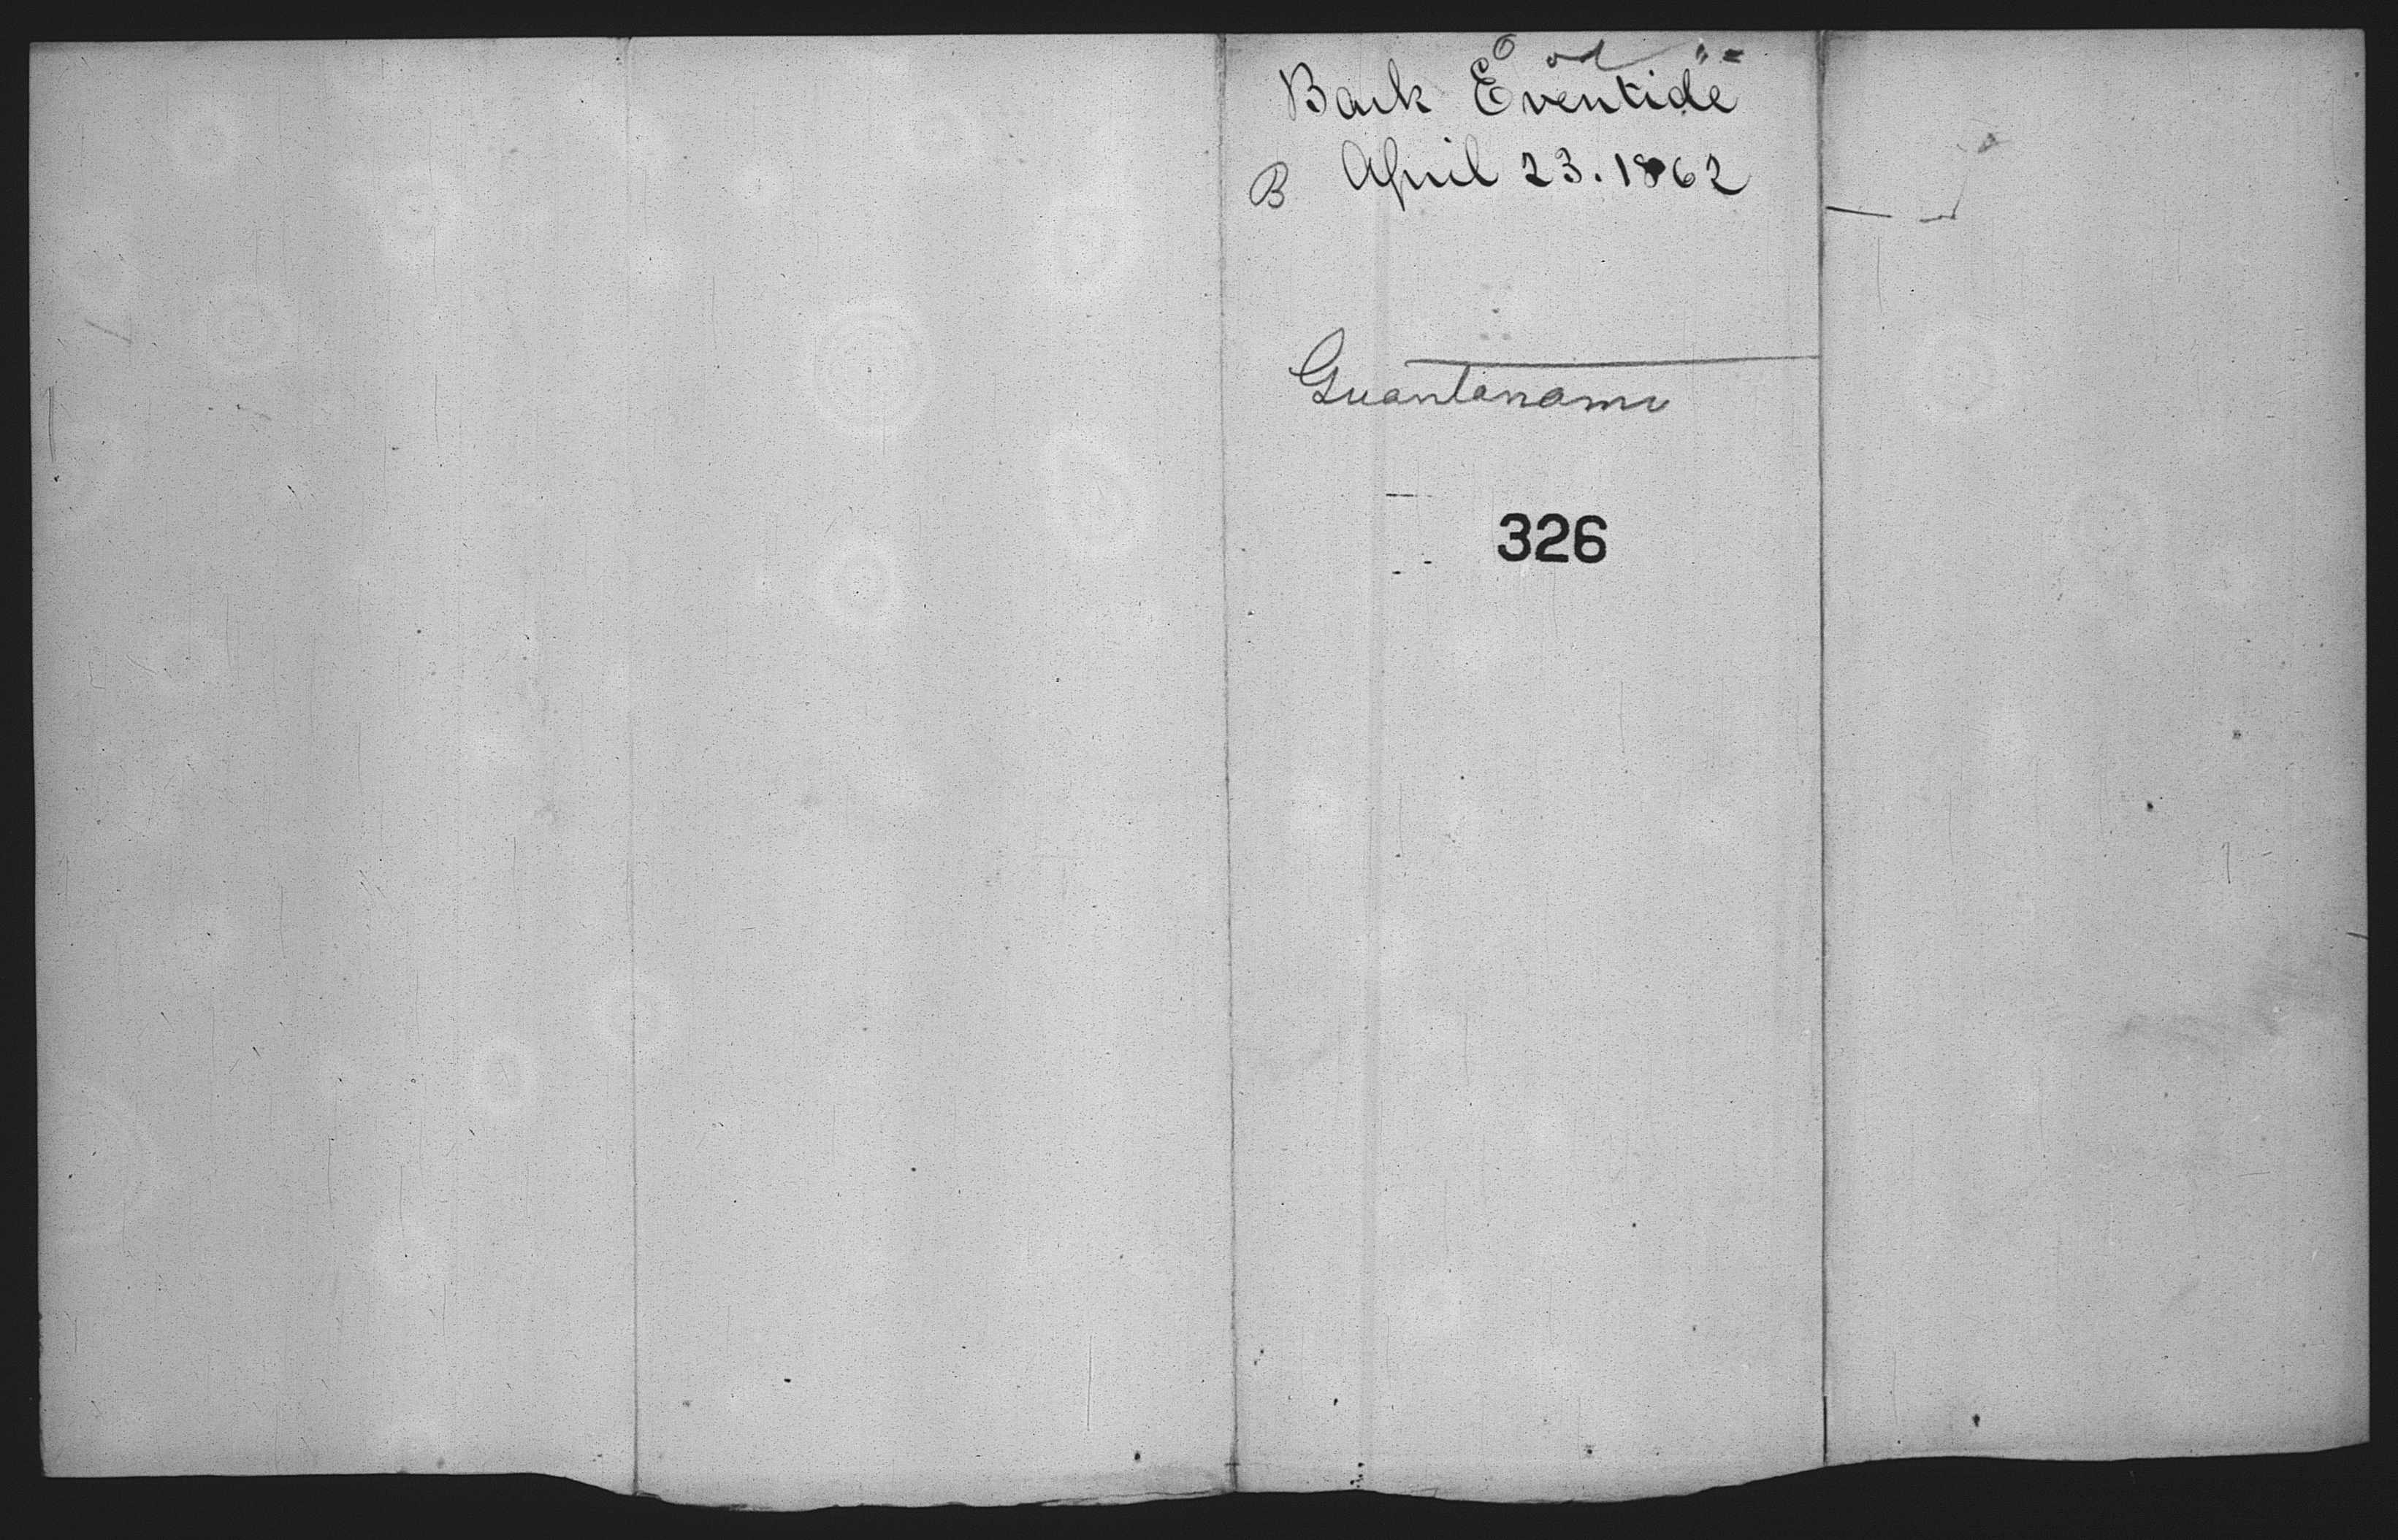 Bark Eventide
B April 23. 1862
Guantanamo
326